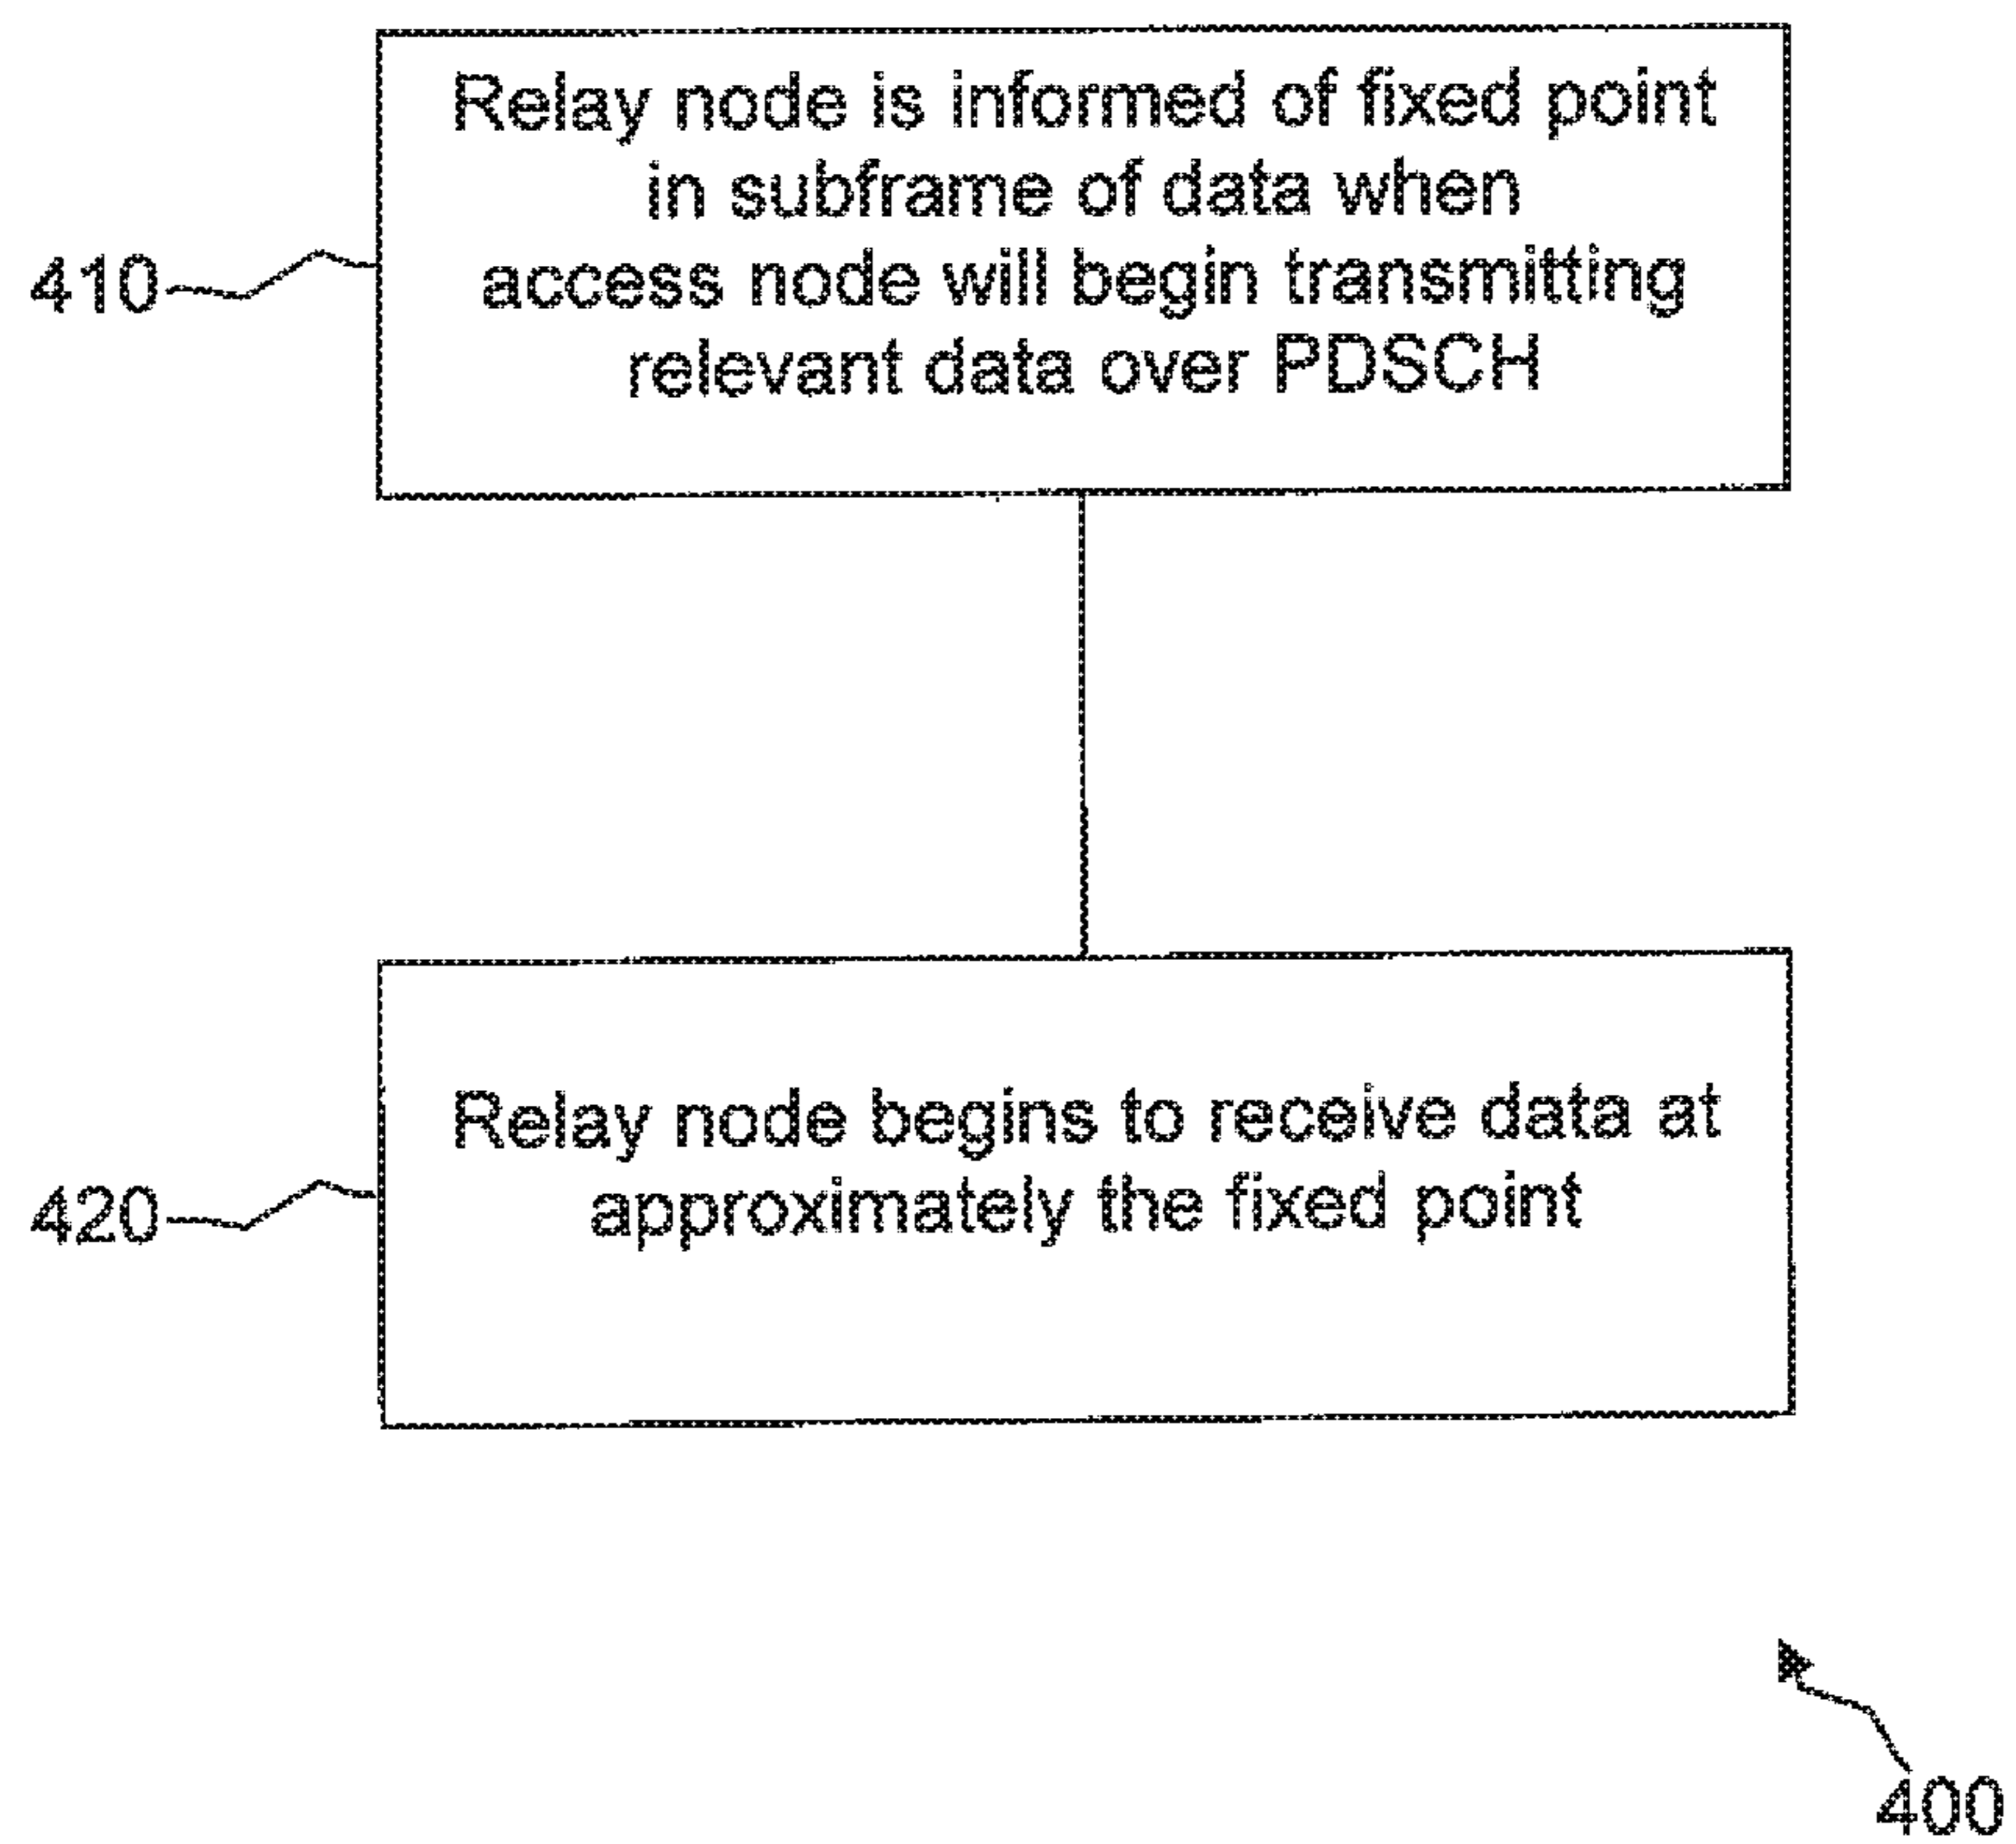 Relay node is informed of fixed point
in subframe of data when
access node will begin transmitting
relevant data over PDSCH
410
Relay node begins to receive data at
approximately the fixed point
420
400